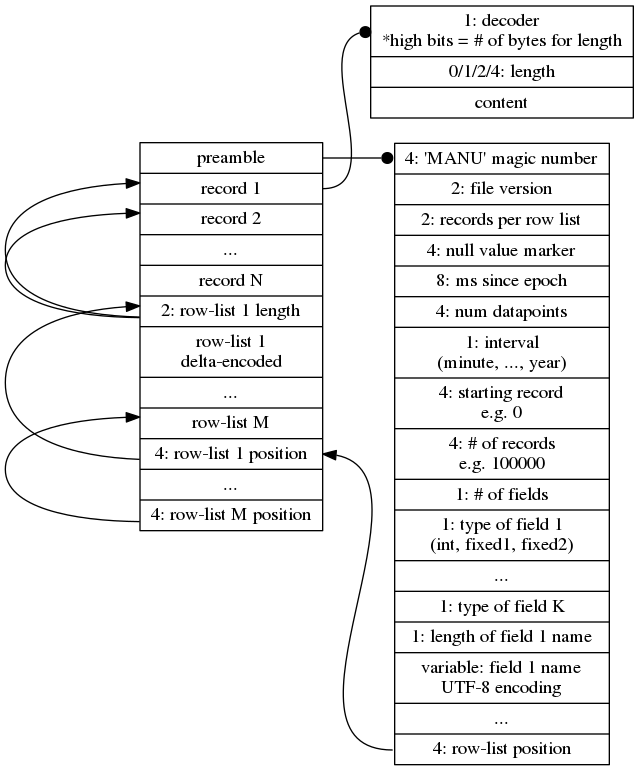 1: decoder
*high bits = # of bytes for length
0/1/2/4: length
content
preamble
record 1
record 2
...
record N
2: row-list 1 length
row-list 1
delta-encoded
...
row-list M
4: row-list 1 position
...
4: row-list M position
4: 'MANU' magic number
2: file version
2: records per row list
4: null value marker
8: ms since epoch
4: num datapoints
1: interval
(minute, ..., year)
4: starting record
e.g. 0
4: # of records
e.g. 100000
1: # of fields
1: type of field 1
(int, fixed1, fixed2)
...
1: type of field K
1: length of field 1 name
variable: field 1 name
UTF-8 encoding
...
4: row-list position